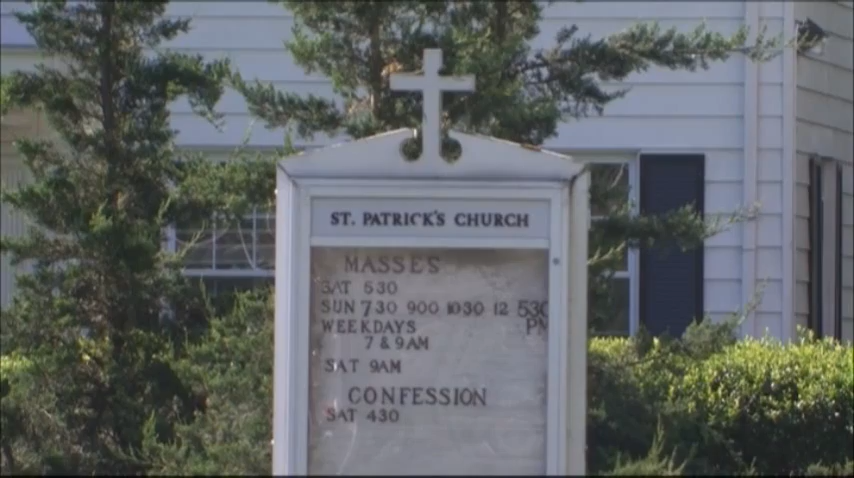 ST. PATRICK'S CHURCH
MASSES
SAT 530
SUN 730 900 1030 12 530 PM
WEEKDAYS
7 & 9AM
SAT 9AM
CONFESSION
SAT 430